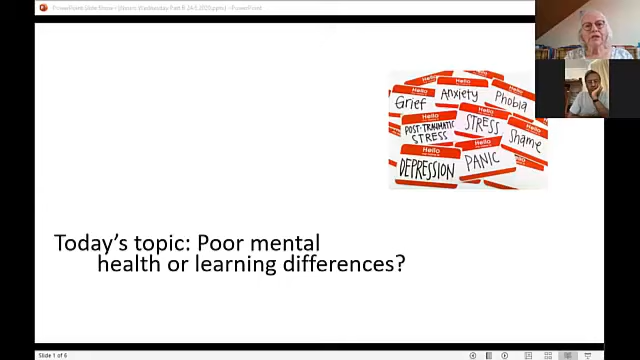 Hello
Grief
Hello
Anxiety
Hello
Phobia
Hello
POST-TRAUMATIC
STRESS
Hello
STRESS
Hello
Shame
Hello
DEPRESSION
Hello
PANIC
Today's topic: Poor mental
health or learning differences?
Slide 1 of 6